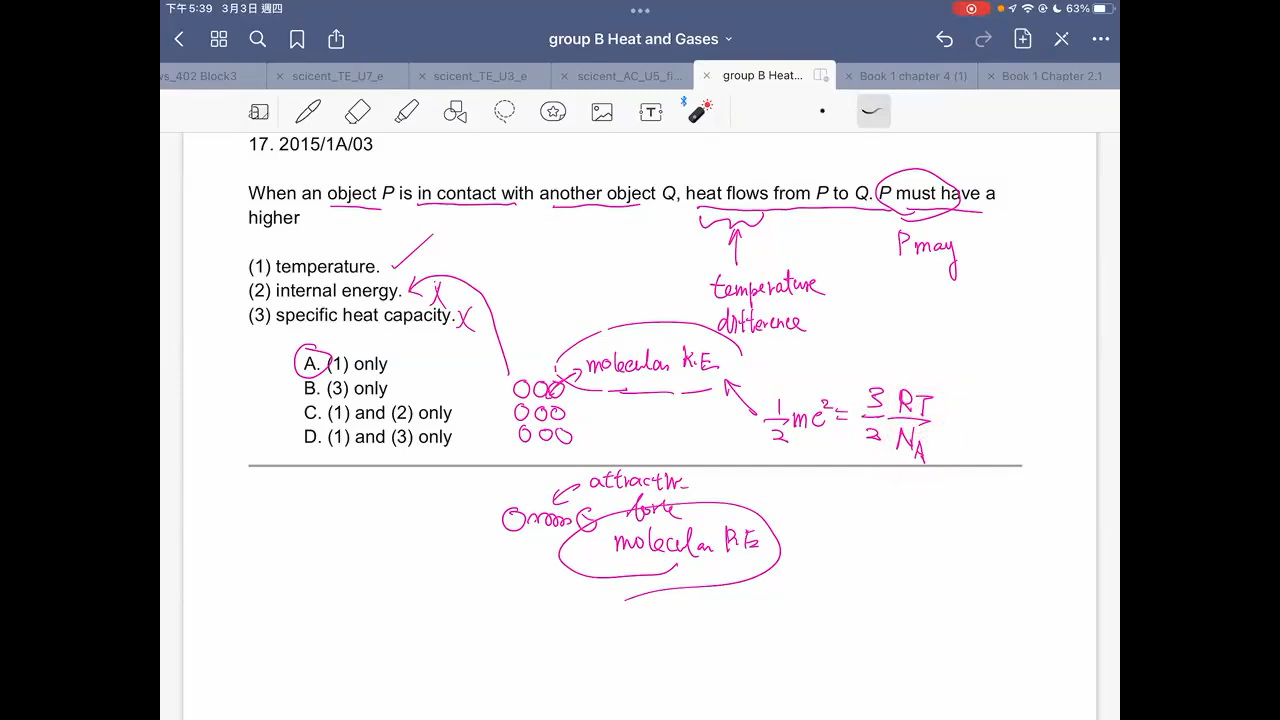 下午5:39 3月3日 週四
63%
group B Heat and Gases
ws_402 Block3
scicent_TE_U7_e
scicent_TE_U3_e
scicent_AC_U5_fi...
group B Heat...
Book 1 chapter 4 (1)
Book 1 Chapter 2.1
17. 2015/1A/03
When an object P is in contact with another object Q, heat flows from P to Q. P must have a
higher
P may
(1) temperature.
(2) internal energy.
(3) specific heat capacity.
temperature
difference
A. (1) only
B. (3) only
C. (1) and (2) only
D. (1) and (3) only
molecular K.E.
1/2 mc² = 3/2 RT/N_A
attractive
force
molecular P.E